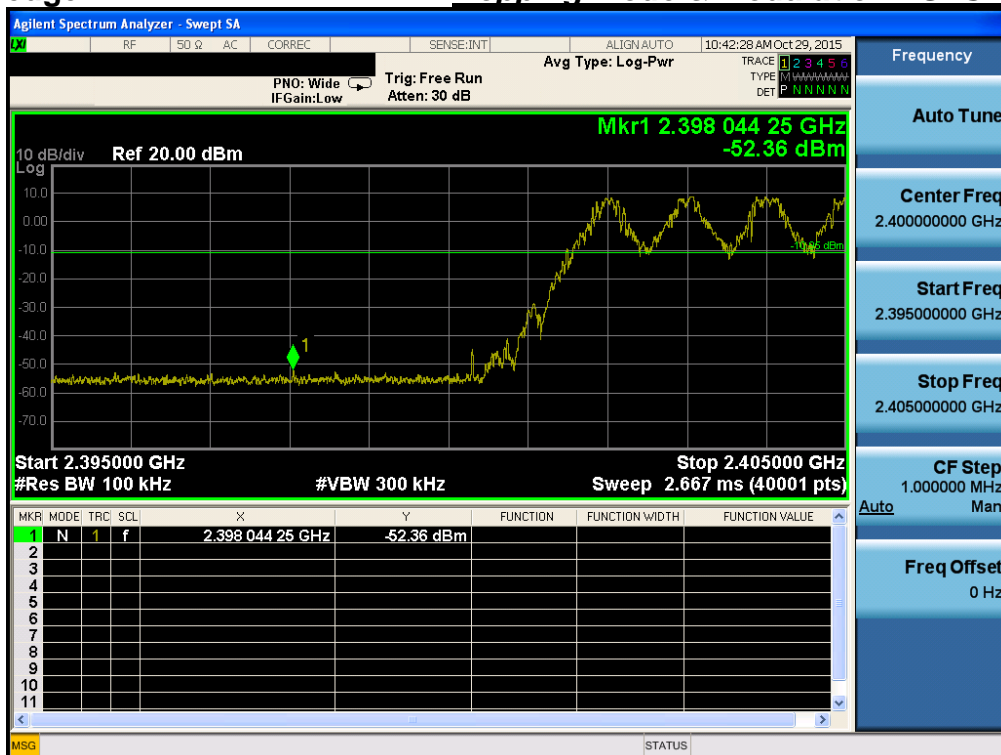 Agilent Spectrum Analyzer - Swept SA
LXI RF 50 Ω AC CORREC SENSE:INT ALIGN AUTO 10:42:28 AM Oct 29, 2015
Avg Type: Log-Pwr
TRACE 1 2 3 4 5 6
TYPE M
DET P N N N N N
PNO: Wide
IFGain:Low
Trig: Free Run
Atten: 30 dB
Mkr1 2.398 044 25 GHz
-52.36 dBm
10 dB/div Ref 20.00 dBm
Log
10.0
0.00
-10.0
-20.0
-30.0
-40.0
-50.0
-60.0
-70.0
1
Start 2.395000 GHz Stop 2.405000 GHz
#Res BW 100 kHz #VBW 300 kHz Sweep 2.667 ms (40001 pts)
MKR MODE TRC SCL X Y FUNCTION FUNCTION WIDTH FUNCTION VALUE
1 N 1 f 2.398 044 25 GHz -52.36 dBm
2
3
4
5
6
7
8
9
10
11
MSG STATUS
Frequency
Auto Tune
Center Freq
2.400000000 GHz
Start Freq
2.395000000 GHz
Stop Freq
2.405000000 GHz
CF Step
1.000000 MHz
Auto Man
Freq Offset
0 Hz